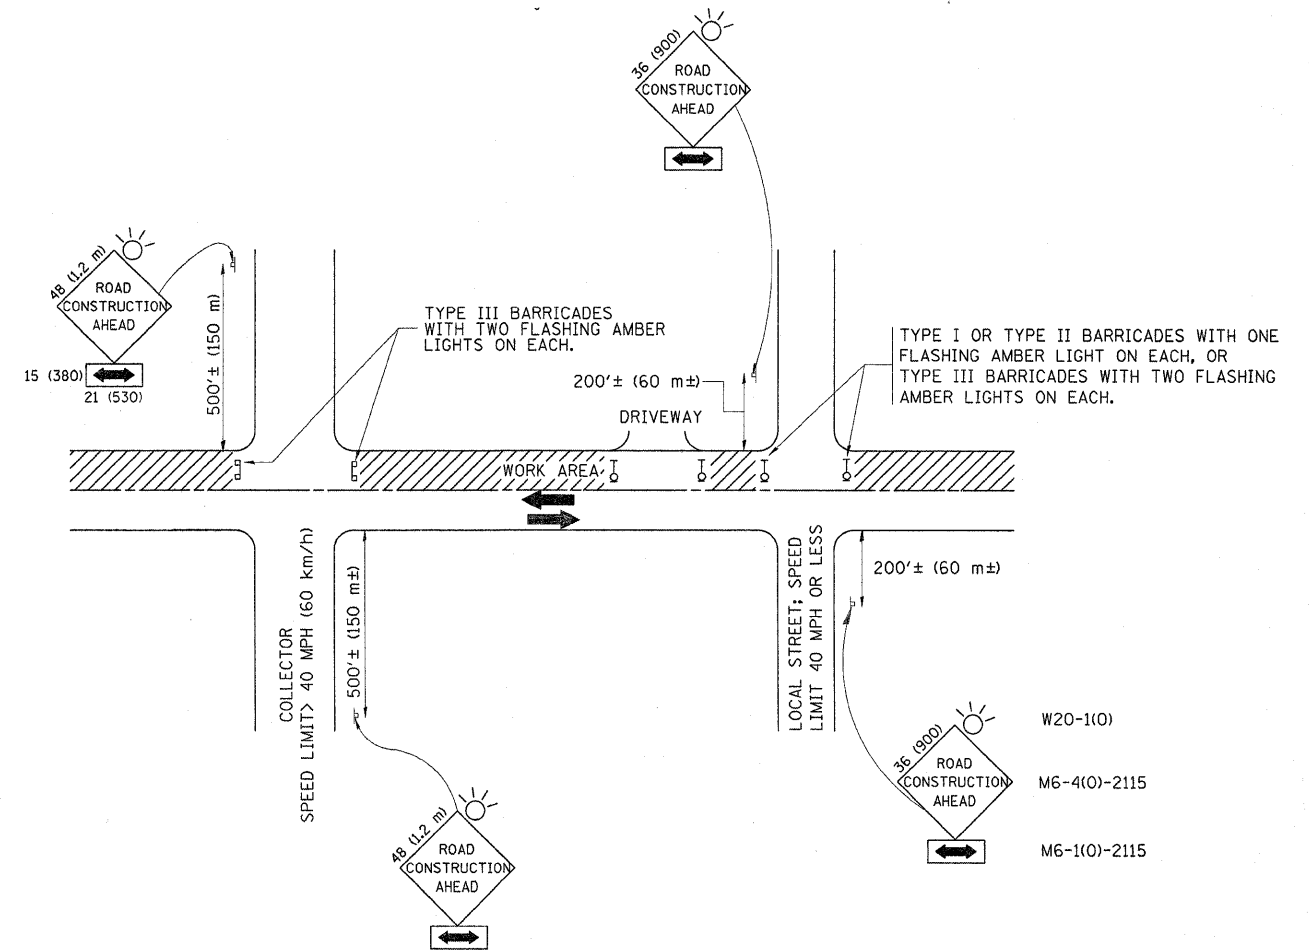 36 (900)
ROAD
CONSTRUCTION
AHEAD
48 (1.2 m)
ROAD
CONSTRUCTION
AHEAD
15 (380)
21 (530)
500'± (150 m)
TYPE III BARRICADES
WITH TWO FLASHING AMBER
LIGHTS ON EACH.
200'± (60 m±)
DRIVEWAY
TYPE I OR TYPE II BARRICADES WITH ONE
FLASHING AMBER LIGHT ON EACH, OR
TYPE III BARRICADES WITH TWO FLASHING
AMBER LIGHTS ON EACH.
WORK AREA
COLLECTOR
SPEED LIMIT> 40 MPH (60 km/h)
500'± (150 m±)
LOCAL STREET; SPEED
LIMIT 40 MPH OR LESS
200'± (60 m±)
48 (1.2 m)
ROAD
CONSTRUCTION
AHEAD
36 (900)
ROAD
CONSTRUCTION
AHEAD
W20-1(O)
M6-4(O)-2115
M6-1(O)-2115